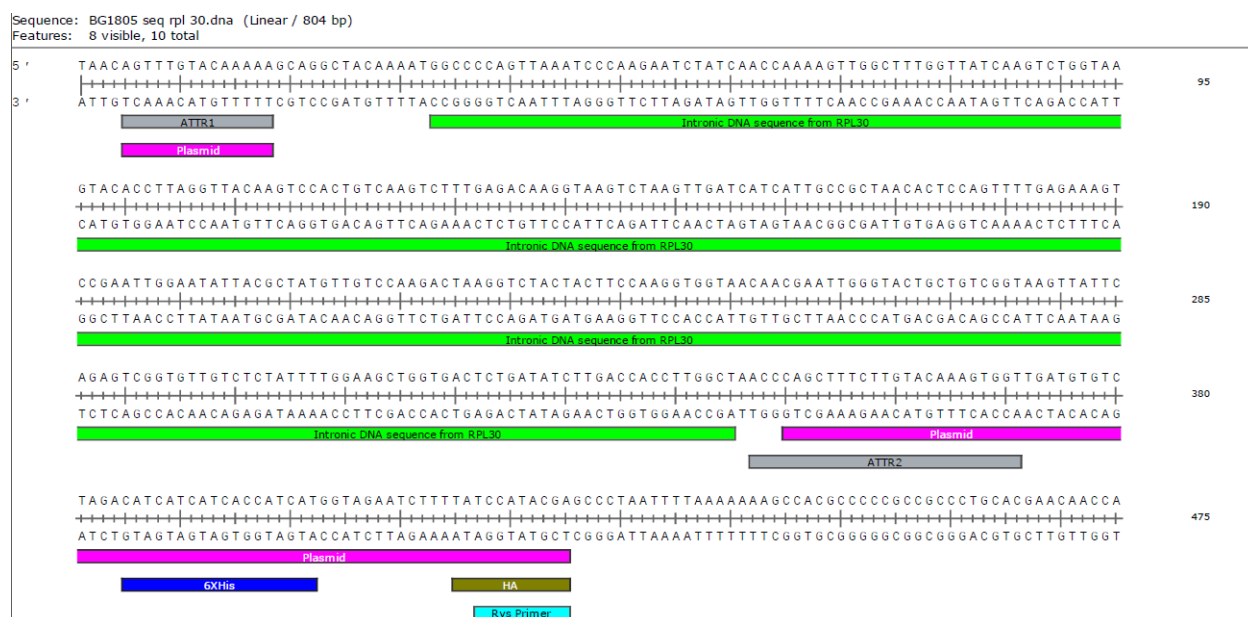 Sequence: BG1805 seq rpl 30.dna (Linear / 804 bp)
Features: 8 visible, 10 total
5 ' TAACAGTTTGTACAAAAAGCAGGCTACAAAATGGCCCCAGTTAAATCCCAAGAATCTATCAACCAAAAGTTGGCTTTGGTTATCAAGTCTGGTAA
95
3 ' ATTGTCAAACATGTTTTTCGTCCGATGTTTTACCGGGGTCAATTTAGGGTTCTTAGATAGTTGGTTTTCAACCGAAACCAATAGTTCAGACCATT
ATTR1 Intronic DNA sequence from RPL30
Plasmid
GTACACCTTAGGTTACAAGTCCACTGTCAAGTCTTTGAGACAAGGTAAGTCTAAGTTGATCATCATTGCCGCTAACACTCCAGTTTTGAGAAAGT
190
CATGTGGAATCCAATGTTCAGGTGACAGTTCAGAAACTCTGTTCCATTCAGATTCAACTAGTAGTAACGGCGATTGTGAGGTCAAAACTCTTTCA
Intronic DNA sequence from RPL30
CCGAATTGGAATATTACGCTATGTTGTCCAAGACTAAGGTCTACTACTTCCAAGGTGGTAACAACGAATTGGGTACTGCTGTCGGTAAGTTATTC
285
GGCTTAACCTTATAATGCGATACAACAGGTTCTGATTCCAGATGATGAAGGTTCCACCATTGTTGCTTAACCCATGACGACAGCCATTCAATAAG
Intronic DNA sequence from RPL30
AGAGTCGGTGTTGTCTCTATTTTGGAAGCTGGTGACTCTGATATCTTGACCACCTTGGCTAACCCAGCTTTCTTGTACAAAGTGGTTGATGTGTC
380
TCTCAGCCACAACAGAGATAAAACCTTCGACCACTGAGACTATAGAACTGGTGGAACCGATTGGGTCGAAAGAACATGTTTCACCAACTACACAG
Intronic DNA sequence from RPL30 Plasmid
ATTR2
TAGACATCATCATCACCATCATGGTAGAATCTTTTATCCATACGAGCCCTAATTTTAAAAAAAGCCACGCCCCCGCCGCCCTGCACGAACAACCA
475
ATCTGTAGTAGTAGTGGTAGTACCATCTTAGAAAATAGGTATGCTCGGGATTAAAATTTTTTTCGGTGCGGGGGCGGCGGGACGTGCTTGTTGGT
Plasmid
6XHis HA
Rvs Primer